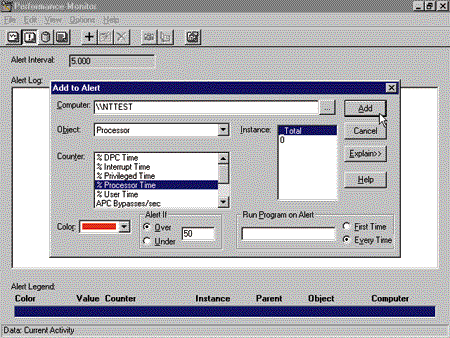 Performance Monitor
File Edit View Options Help
Alert Interval: 5.000
Alert Log:
Add to Alert
Computer: \\NTTEST ... Add
Object: Processor Instance: _Total Cancel
0
Counter: % DPC Time Explain>>
% Interrupt Time
% Privileged Time
% Processor Time Help
% User Time
APC Bypasses/sec
Color: Alert If Run Program on Alert
Over 50 First Time
Under Every Time
Alert Legend:
Color Value Counter Instance Parent Object Computer
Data: Current Activity